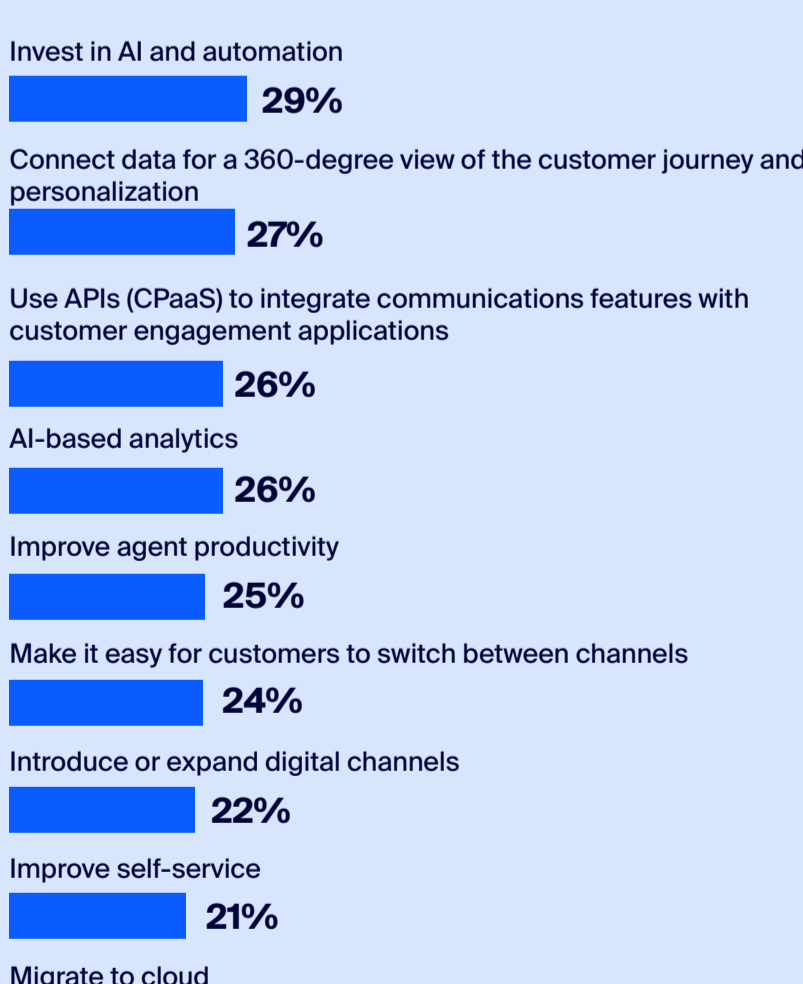 Invest in AI and automation
29%
Connect data for a 360-degree view of the customer journey and
personalization
27%
Use APIs (CPaaS) to integrate communications features with
customer engagement applications
26%
AI-based analytics
26%
Improve agent productivity
25%
Make it easy for customers to switch between channels
24%
Introduce or expand digital channels
22%
Improve self-service
21%
Migrate to cloud